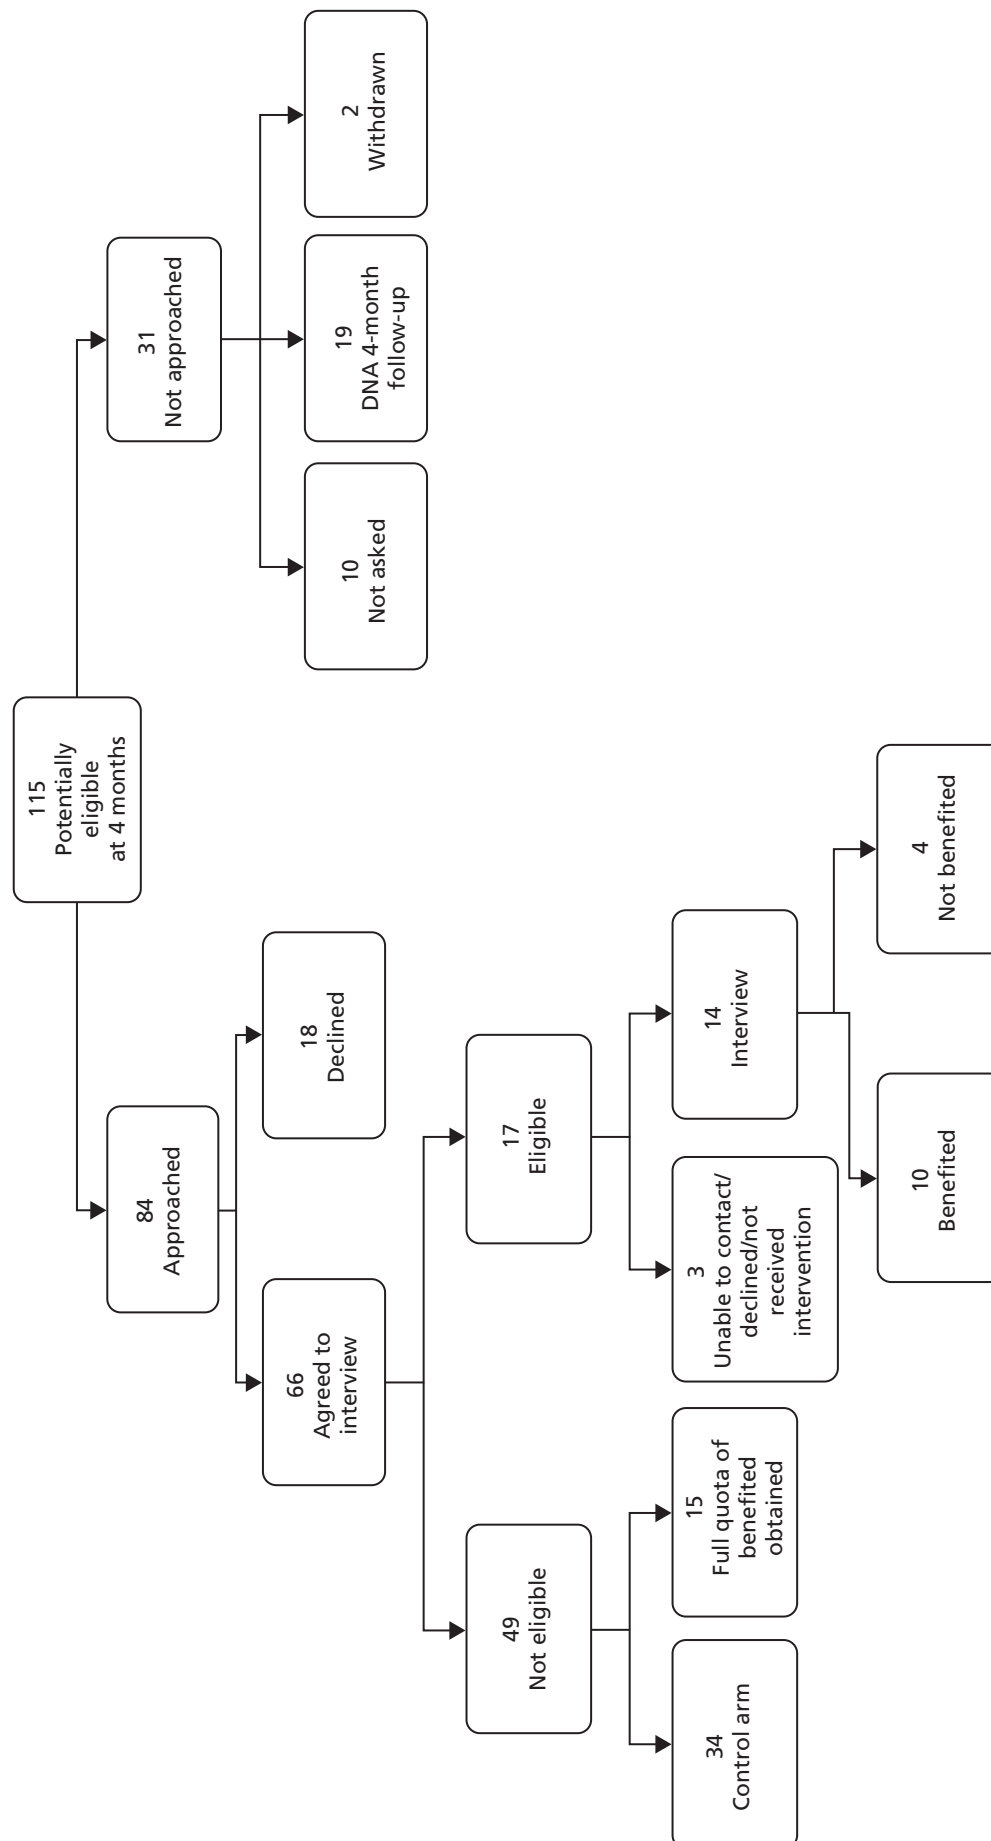 115
Potentially
eligible
at 4 months
84
Approached
31
Not approached
66
Agreed to
interview
18
Declined
10
Not asked
19
DNA 4-month
follow-up
2
Withdrawn
49
Not eligible
17
Eligible
34
Control arm
15
Full quota of
benefited
obtained
3
Unable to contact/
declined/not
received
intervention
14
Interview
10
Benefited
4
Not benefited